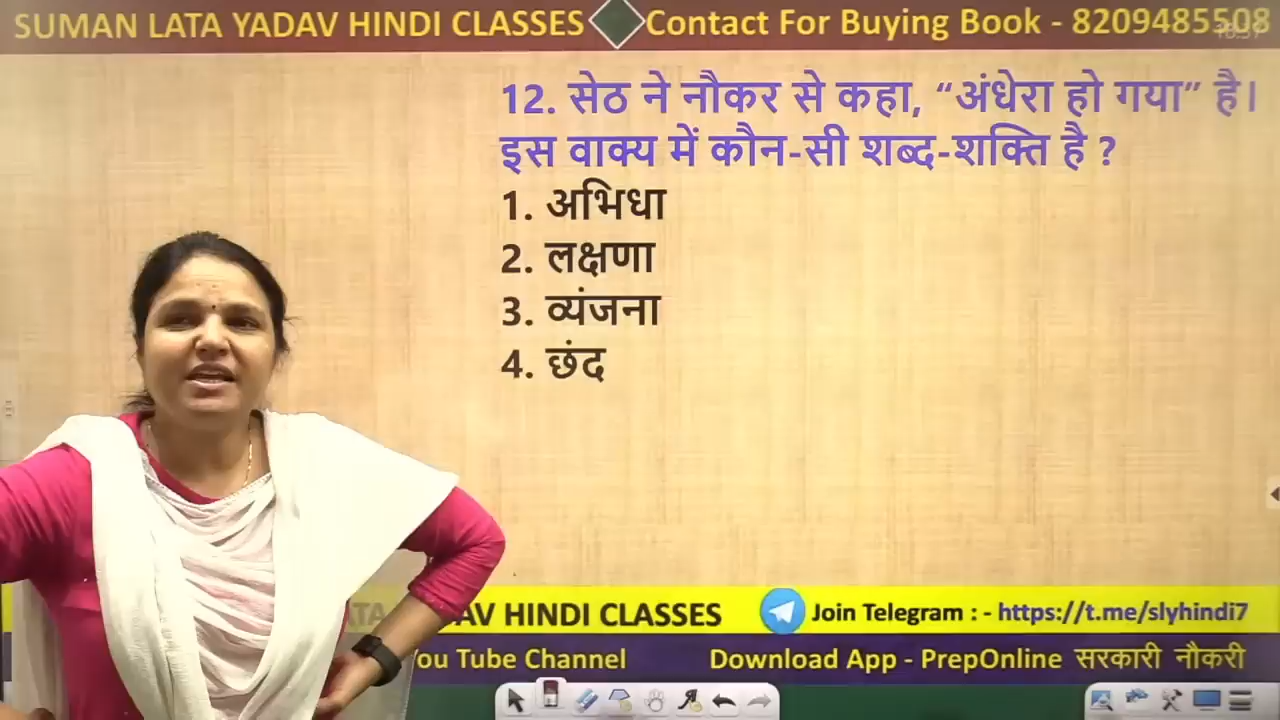 SUMAN LATA YADAV HINDI CLASSES Contact For Buying Book - 8209485508
12. सेठ ने नौकर से कहा, “अंधेरा हो गया” है।
इस वाक्य में कौन-सी शब्द-शक्ति है ?
1. अभिधा
2. लक्षणा
3. व्यंजना
4. छंद
HINDI CLASSES Join Telegram : - https://t.me/slyhindi7
Tube Channel Download App - PrepOnline सरकारी नौकरी